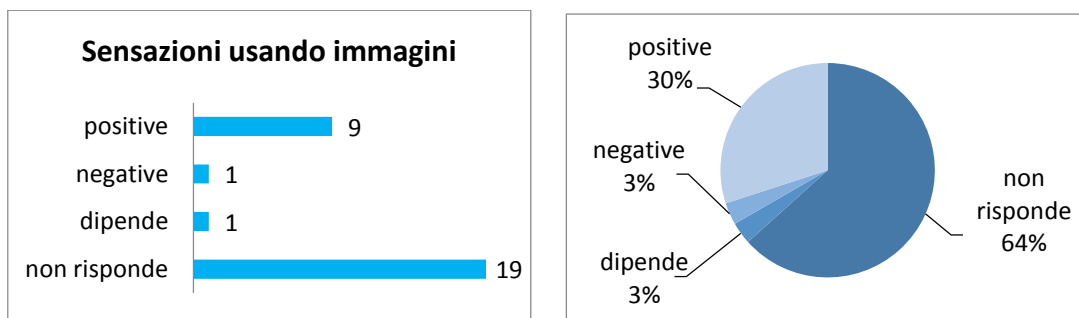 Sensazioni usando immagini
positive
9
negative
1
dipende
1
non risponde
19
positive
30%
negative
3%
dipende
3%
non
risponde
64%